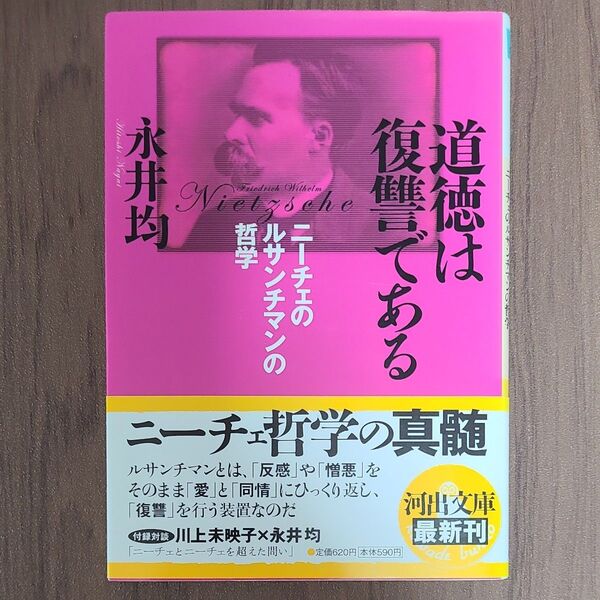 道徳は
復讐である
ニーチェの
ルサンチマンの
哲学
永井均
Hitoshi Nagai
Friedrich Wilhelm
Nietzsche
ニーチェ哲学の真髄
ルサンチマンとは、「反感」や「憎悪」を
そのまま「愛」と「同情」にひっくり返し、
「復讐」を行う装置なのだ
付録対談 川上未映子×永井均
「ニーチェとニーチェを超えた問い」 ●定価620円 本体590円
河出文庫
最新刊